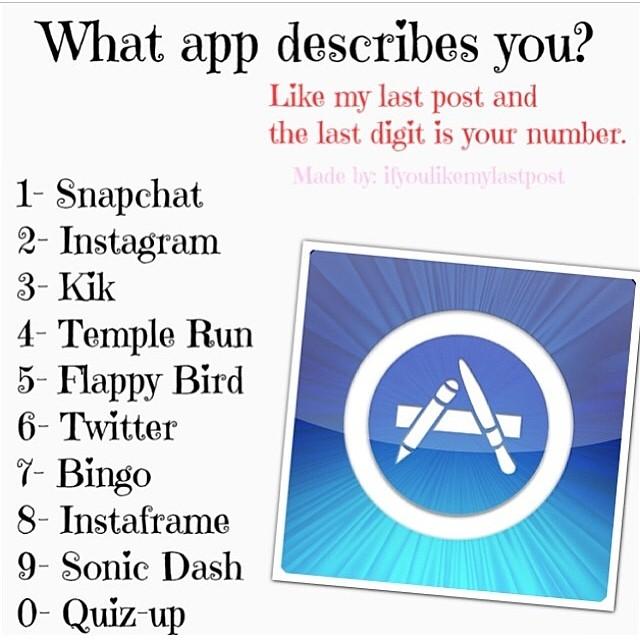 What app describes you?
Like my last post and
the last digit is your number.
Made by: ifyoulikemylastpost
1- Snapchat
2- Instagram
3- Kik
4- Temple Run
5- Flappy Bird
6- Twitter
7- Bingo
8- Instaframe
9- Sonic Dash
0- Quiz-up